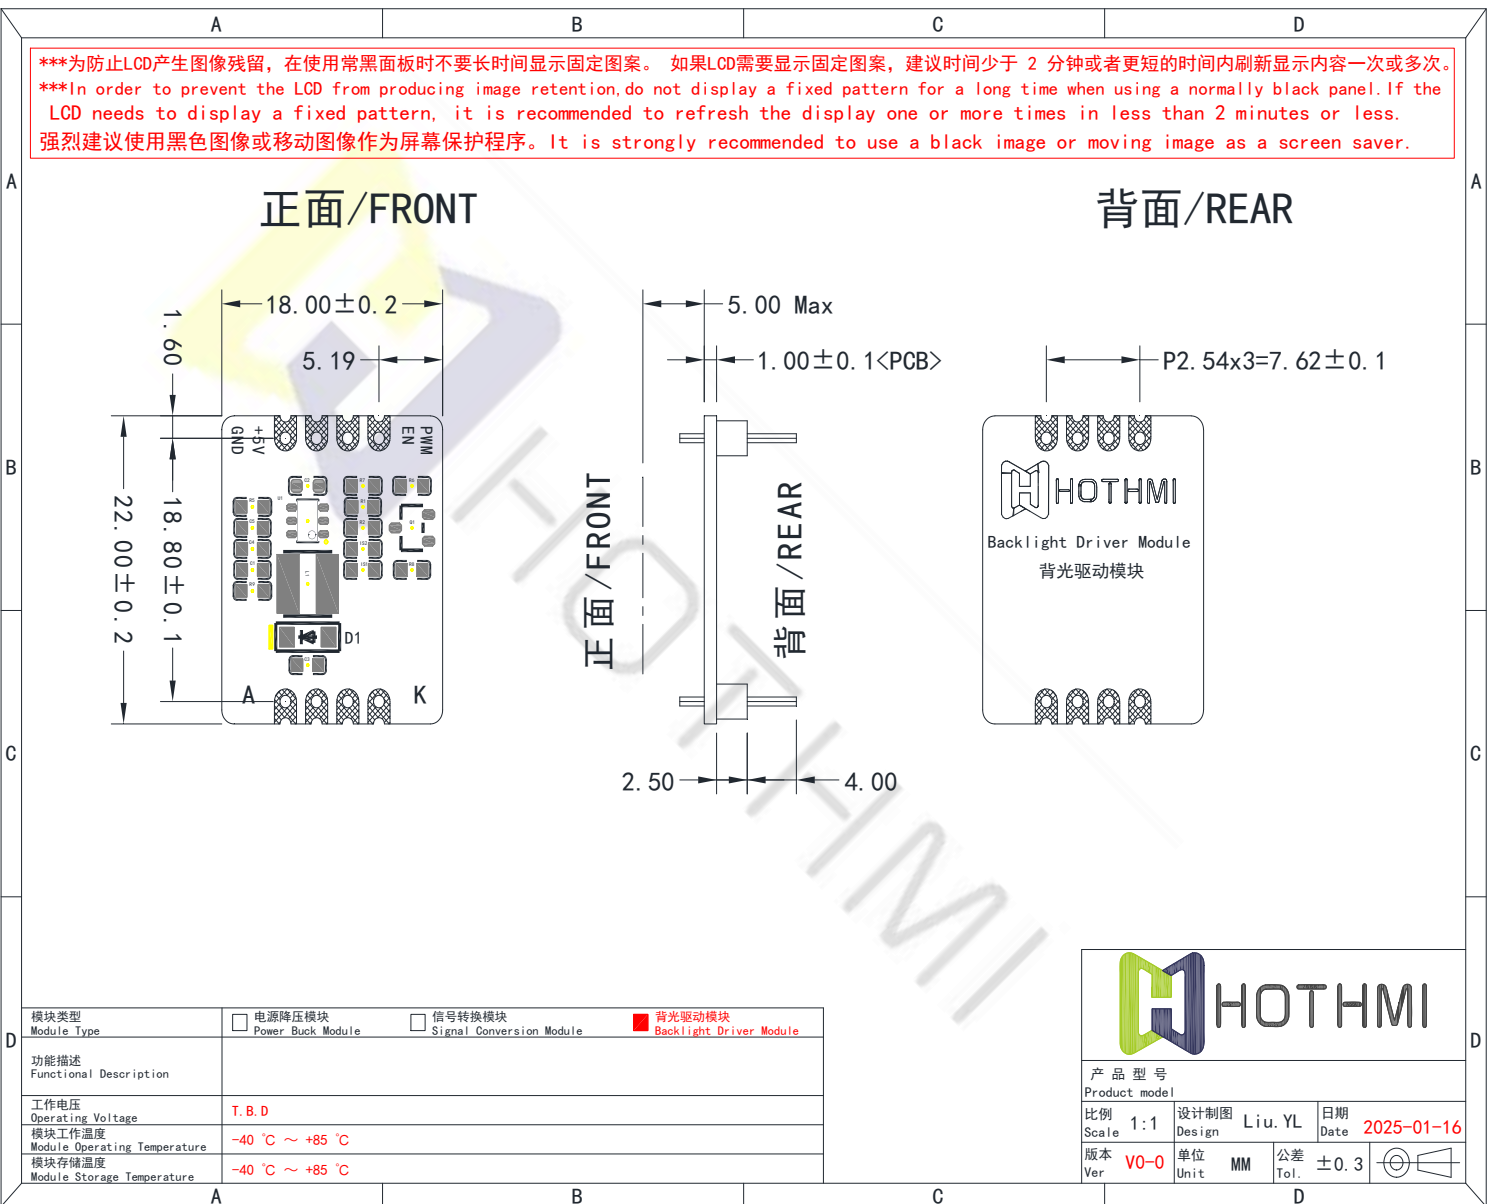 A B C D
***为防止LCD产生图像残留，在使用常黑面板时不要长时间显示固定图案。 如果LCD需要显示固定图案，建议时间少于 2 分钟或者更短的时间内刷新显示内容一次或多次。
***In order to prevent the LCD from producing image retention,do not display a fixed pattern for a long time when using a normally black panel.If the
LCD needs to display a fixed pattern, it is recommended to refresh the display one or more times in less than 2 minutes or less.
强烈建议使用黑色图像或移动图像作为屏幕保护程序。It is strongly recommended to use a black image or moving image as a screen saver.
A A
正面/FRONT
背面/REAR
18.00±0.2
5.00 Max
1.60
5.19
1.00±0.1<PCB>
P2.54x3=7.62±0.1
GND
+5V
EN
PWM
B B
22.00±0.2
18.80±0.1
D1
A K
正面/FRONT
背面/REAR
HOTHMI
Backlight Driver Module
背光驱动模块
C C
2.50
4.00
HOTHMI
HOTHMI
D D
模块类型
Module Type
电源降压模块
Power Buck Module
信号转换模块
Signal Conversion Module
背光驱动模块
Backlight Driver Module
功能描述
Functional Description
工作电压
Operating Voltage
T.B.D
模块工作温度
Module Operating Temperature
-40 ℃ ～ +85 ℃
模块存储温度
Module Storage Temperature
-40 ℃ ～ +85 ℃
产品型号
Product model
比例
Scale
1:1
设计制图
Design
Liu.YL
日期
Date
2025-01-16
版本
Ver
V0-0
单位
Unit
MM
公差
Tol.
±0.3
A B C D